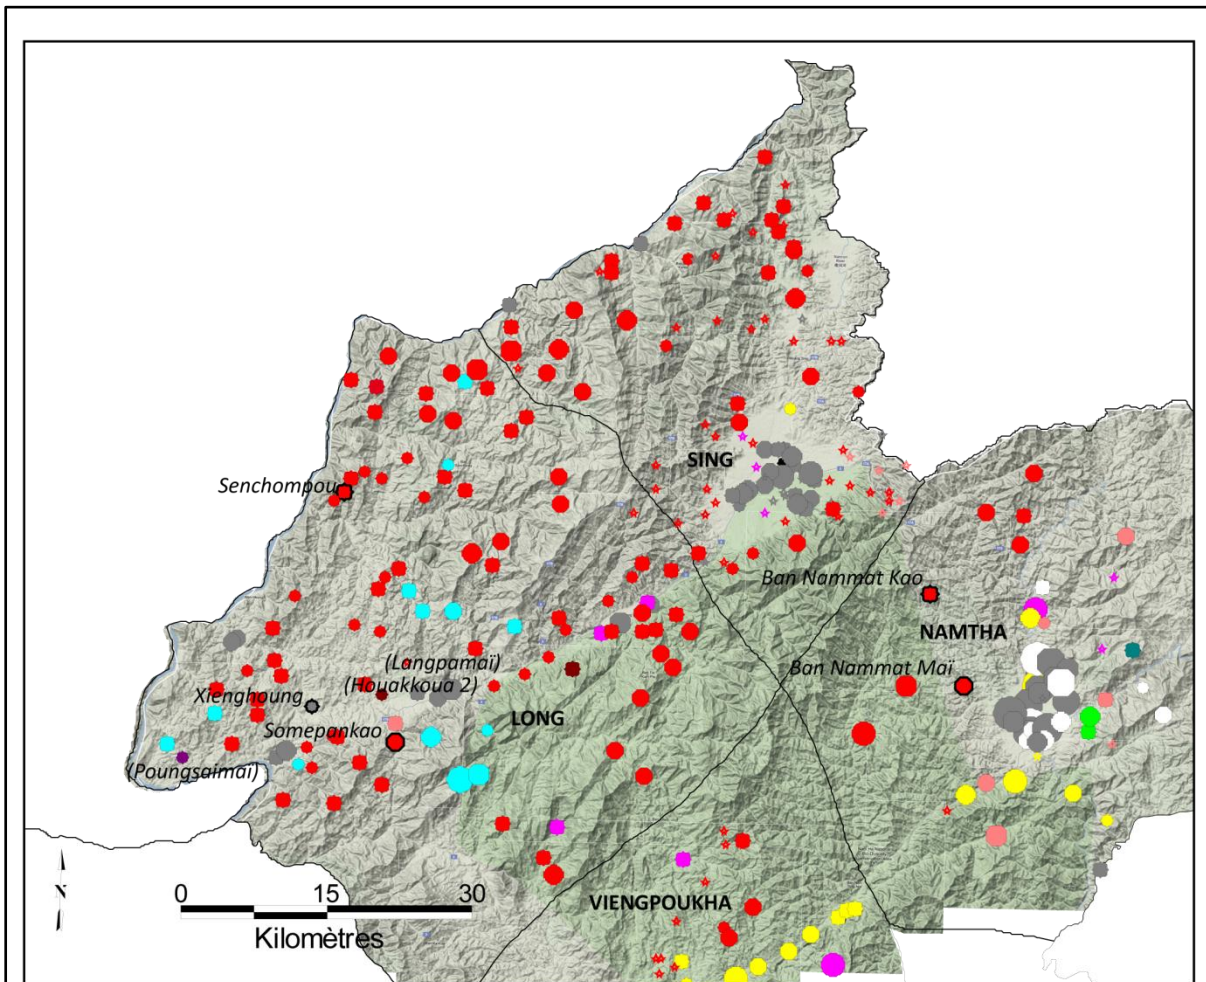 SING
Senchompou
Ban Nammat Kao
NAMTHA
(Langpamaï)
Ban Nammat Maï
(Houakkoua 2)
Xienghoung
LONG
Somepankao
(Poungsaimai)
N
0 15 30
Kilomètres
VIENGPOUKHA